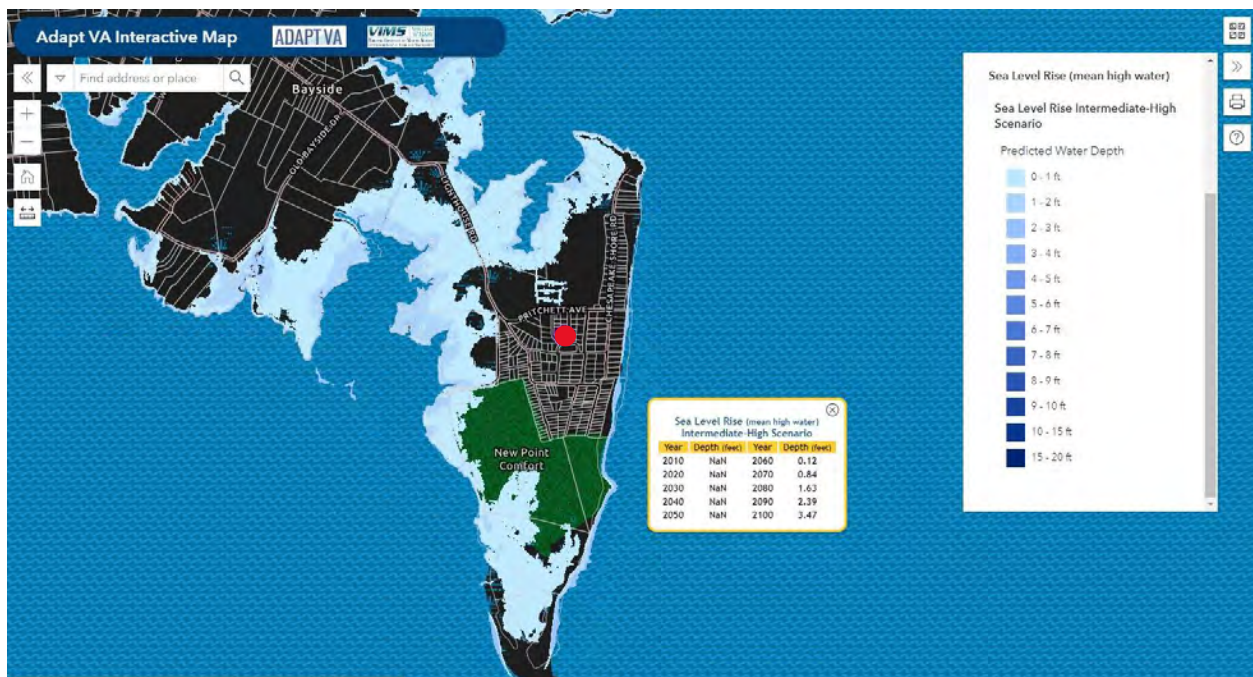 Adapt VA Interactive Map
ADAPTVA
VIMS
Find address or place
Bayside
OLD BAYSIDE DR
LIGHTHOUSE RD
CHESAPEAKE SHORE RD
PRITCHETT AVE
New Point
Comfort
Sea Level Rise (mean high water)
Intermediate-High Scenario
Year Depth (feet) Year Depth (feet)
2010 NaN 2060 0.12
2020 NaN 2070 0.84
2030 NaN 2080 1.63
2040 NaN 2090 2.39
2050 NaN 2100 3.47
Sea Level Rise (mean high water)
Sea Level Rise Intermediate-High
Scenario
Predicted Water Depth
0 - 1 ft
1 - 2 ft
2 - 3 ft
3 - 4 ft
4 - 5 ft
5 - 6 ft
6 - 7 ft
7 - 8 ft
8 - 9 ft
9 - 10 ft
10 - 15 ft
15 - 20 ft